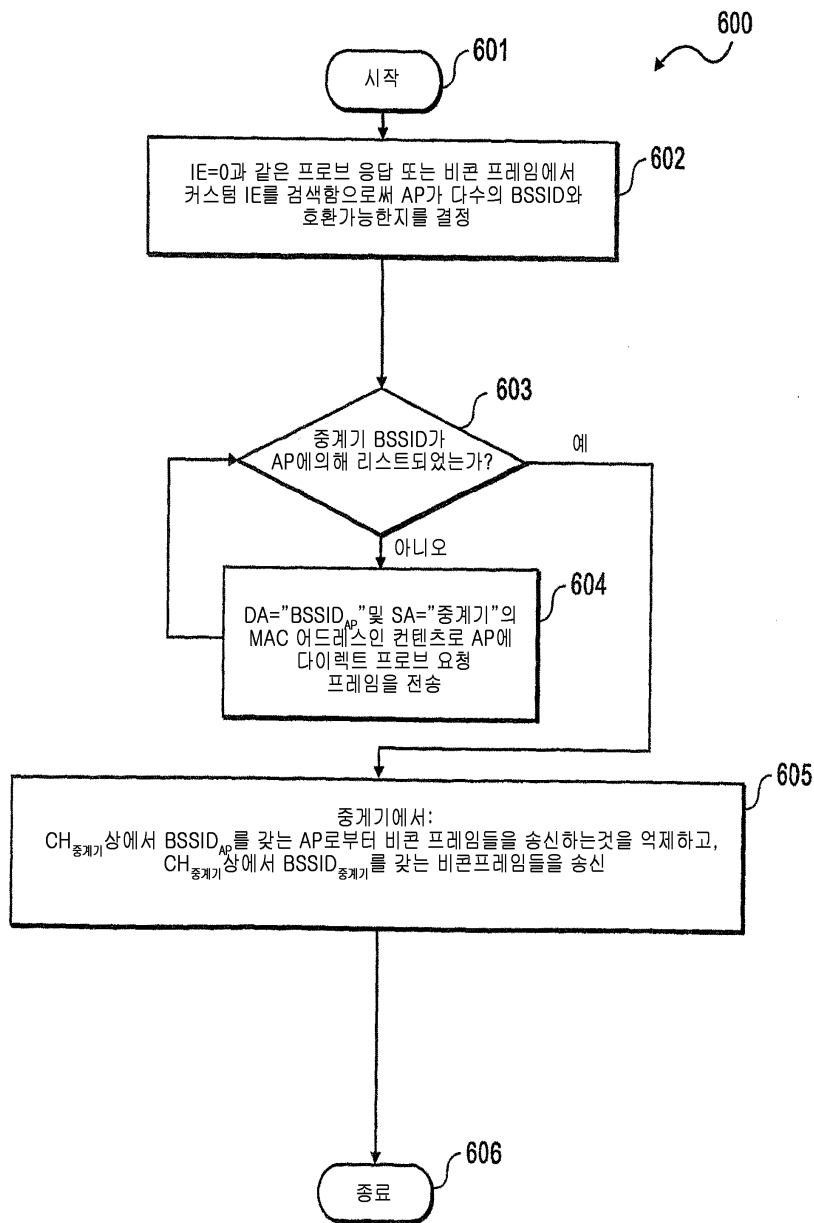 600
시작
601
IE=0과 같은 프로브 응답 또는 비콘 프레임에서
커스텀 IE를 검색함으로써 AP가 다수의 BSSID와
호환가능한지를 결정
602
603
중계기 BSSID가
AP에의해 리스트되었는가?
예
아니오
604
DA="BSSID_AP"및 SA="중계기"의
MAC 어드레스인 컨텐츠로 AP에
다이렉트 프로브 요청
프레임을 전송
605
중계기에서:
CH중계기상에서 BSSID_AP를 갖는 AP로부터 비콘 프레임들을 송신하는것을 억제하고,
CH중계기상에서 BSSID중계기를 갖는 비콘프레임들을 송신
606
종료